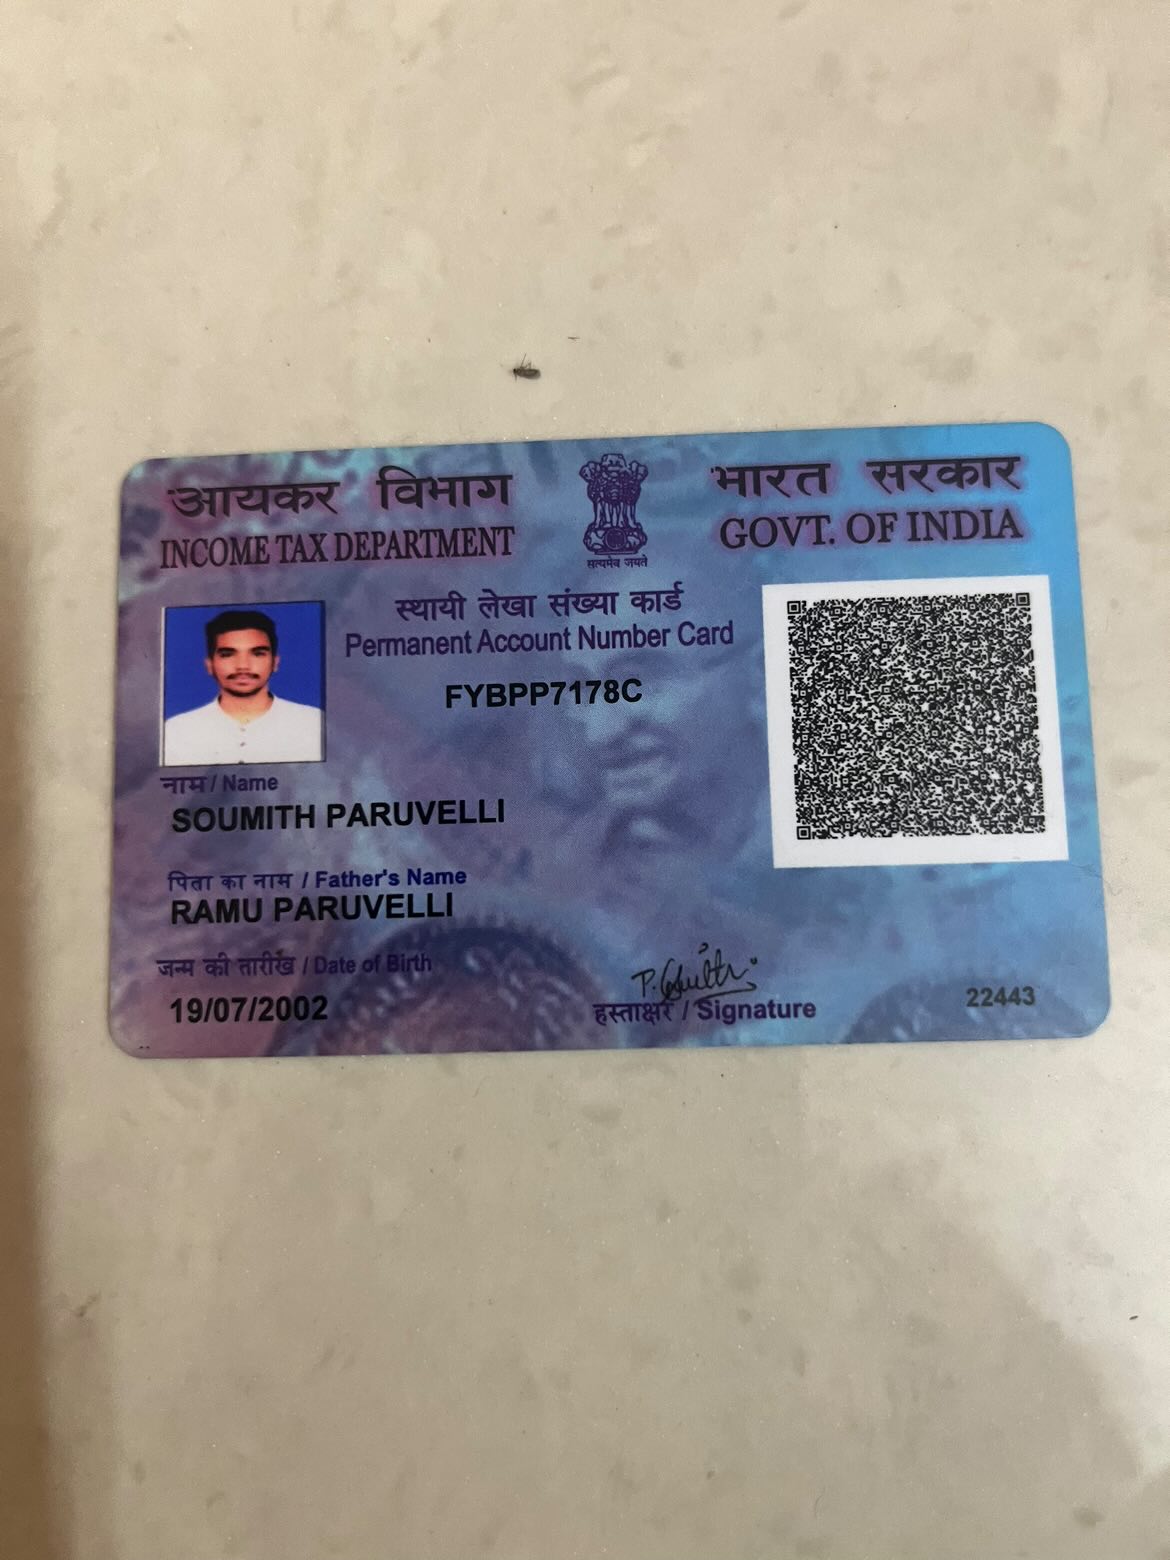 आयकर विभाग
INCOME TAX DEPARTMENT
सत्यमेव जयते
भारत सरकार
GOVT. OF INDIA
स्थायी लेखा संख्या कार्ड
Permanent Account Number Card
FYBPP7178C
नाम / Name
SOUMITH PARUVELLI
पिता का नाम / Father's Name
RAMU PARUVELLI
जन्म की तारीख / Date of Birth
19/07/2002
हस्ताक्षर / Signature
22443